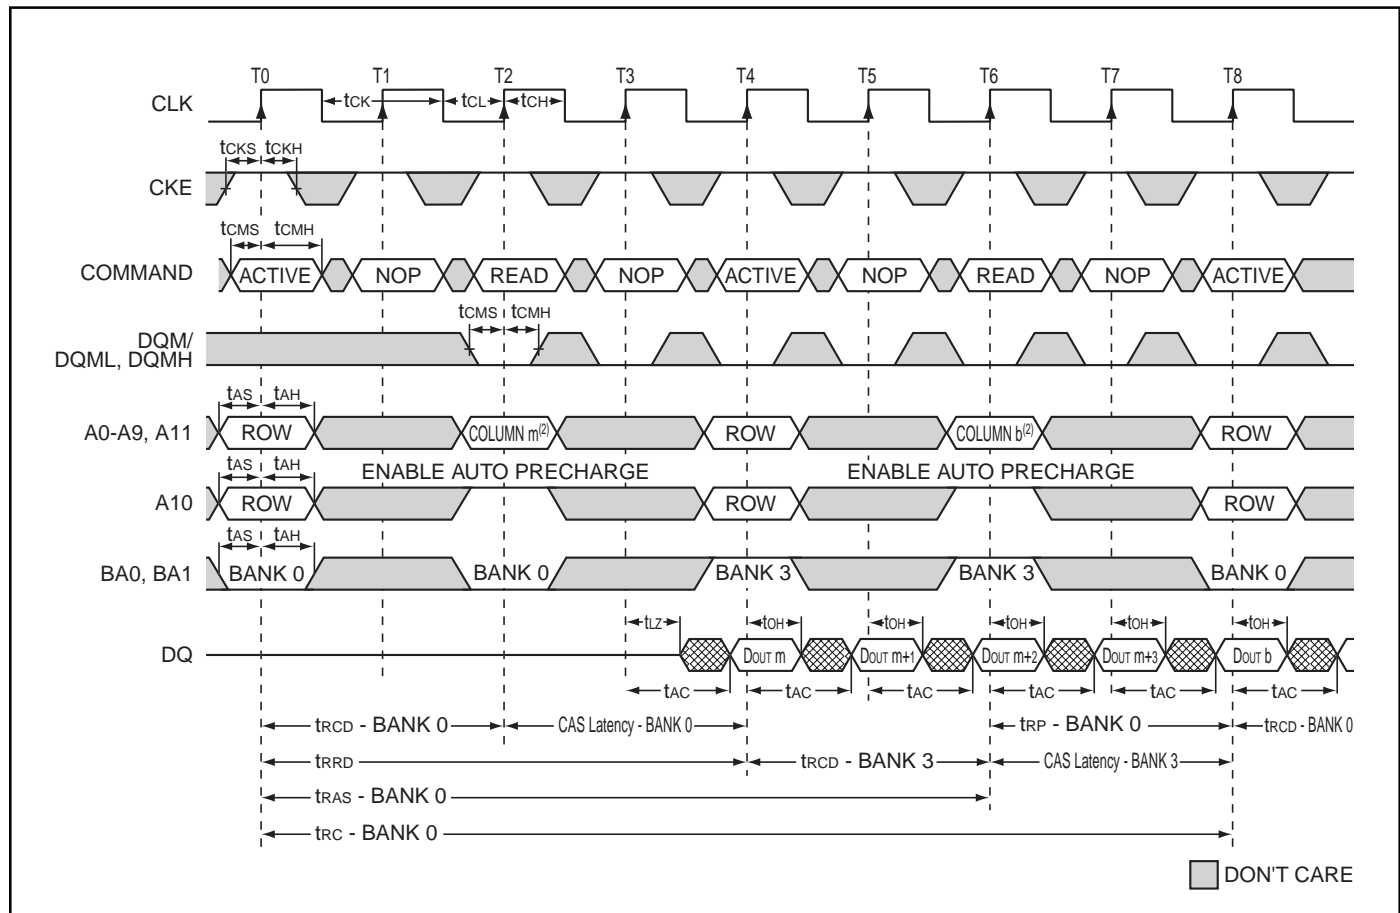 T0 T1 T2 T3 T4 T5 T6 T7 T8
CLK tCK tCL tCH
tCKS tCKH
CKE
tCMS tCMH
COMMAND ACTIVE NOP READ NOP ACTIVE NOP READ NOP ACTIVE
tCMS tCMH
DQM/
DQML, DQMH
tAS tAH
A0-A9, A11 ROW COLUMN m(2) ROW COLUMN b(2) ROW
tAS tAH ENABLE AUTO PRECHARGE ENABLE AUTO PRECHARGE
A10 ROW ROW ROW
tAS tAH
BA0, BA1 BANK 0 BANK 0 BANK 3 BANK 3 BANK 0
tLZ tOH tOH tOH tOH tOH
DQ DOUT m DOUT m+1 DOUT m+2 DOUT m+3 DOUT b
tAC tAC tAC tAC tAC tAC
tRCD - BANK 0 CAS Latency - BANK 0 tRP - BANK 0 tRCD - BANK 0
tRRD tRCD - BANK 3 CAS Latency - BANK 3
tRAS - BANK 0
tRC - BANK 0
DON'T CARE